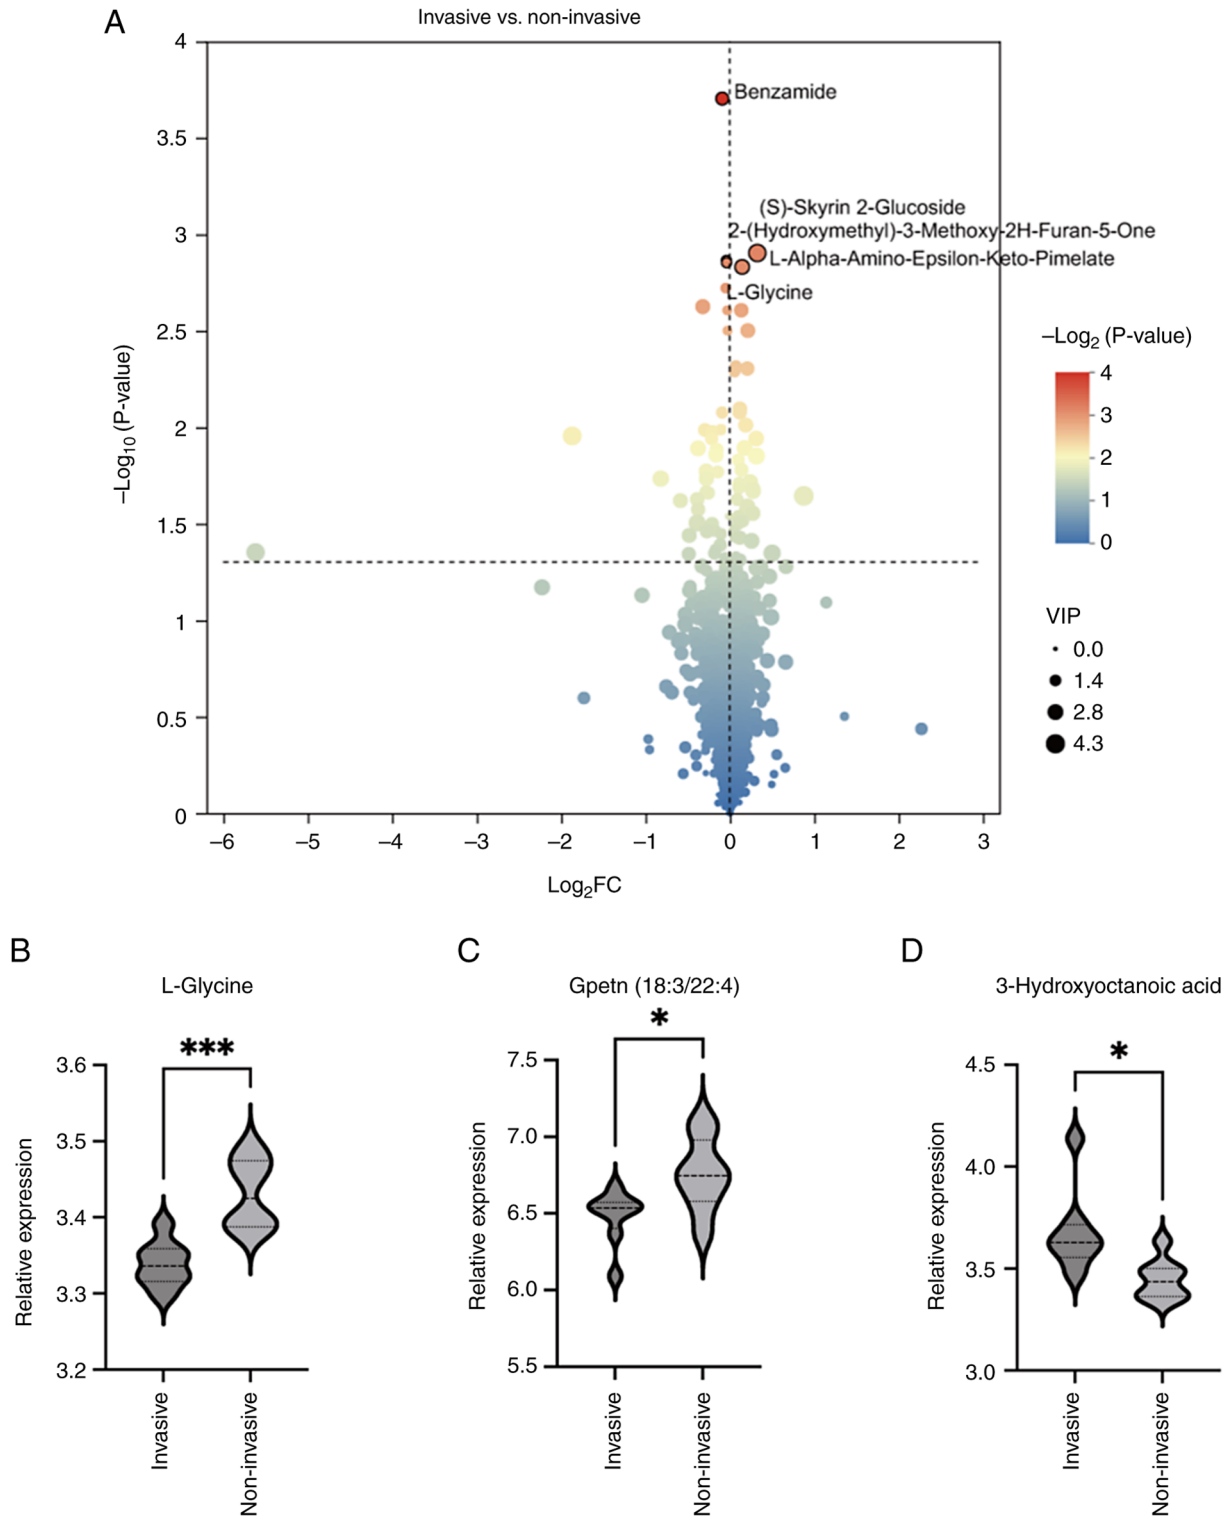 A
Invasive vs. non-invasive
4
3.5
3
2.5
2
1.5
1
0.5
0
–Log10 (P-value)
Benzamide
(S)-Skyrin 2-Glucoside
2-(Hydroxymethyl)-3-Methoxy-2H-Furan-5-One
L-Alpha-Amino-Epsilon-Keto-Pimelate
L-Glycine
–6 –5 –4 –3 –2 –1 0 1 2 3
Log2FC
–Log2 (P-value)
4
3
2
1
0
VIP
0.0
1.4
2.8
4.3
B
L-Glycine
***
3.6
3.5
3.4
3.3
3.2
Relative expression
Invasive
Non-invasive
C
Gpetn (18:3/22:4)
*
7.5
7.0
6.5
6.0
5.5
Relative expression
Invasive
Non-invasive
D
3-Hydroxyoctanoic acid
*
4.5
4.0
3.5
3.0
Relative expression
Invasive
Non-invasive